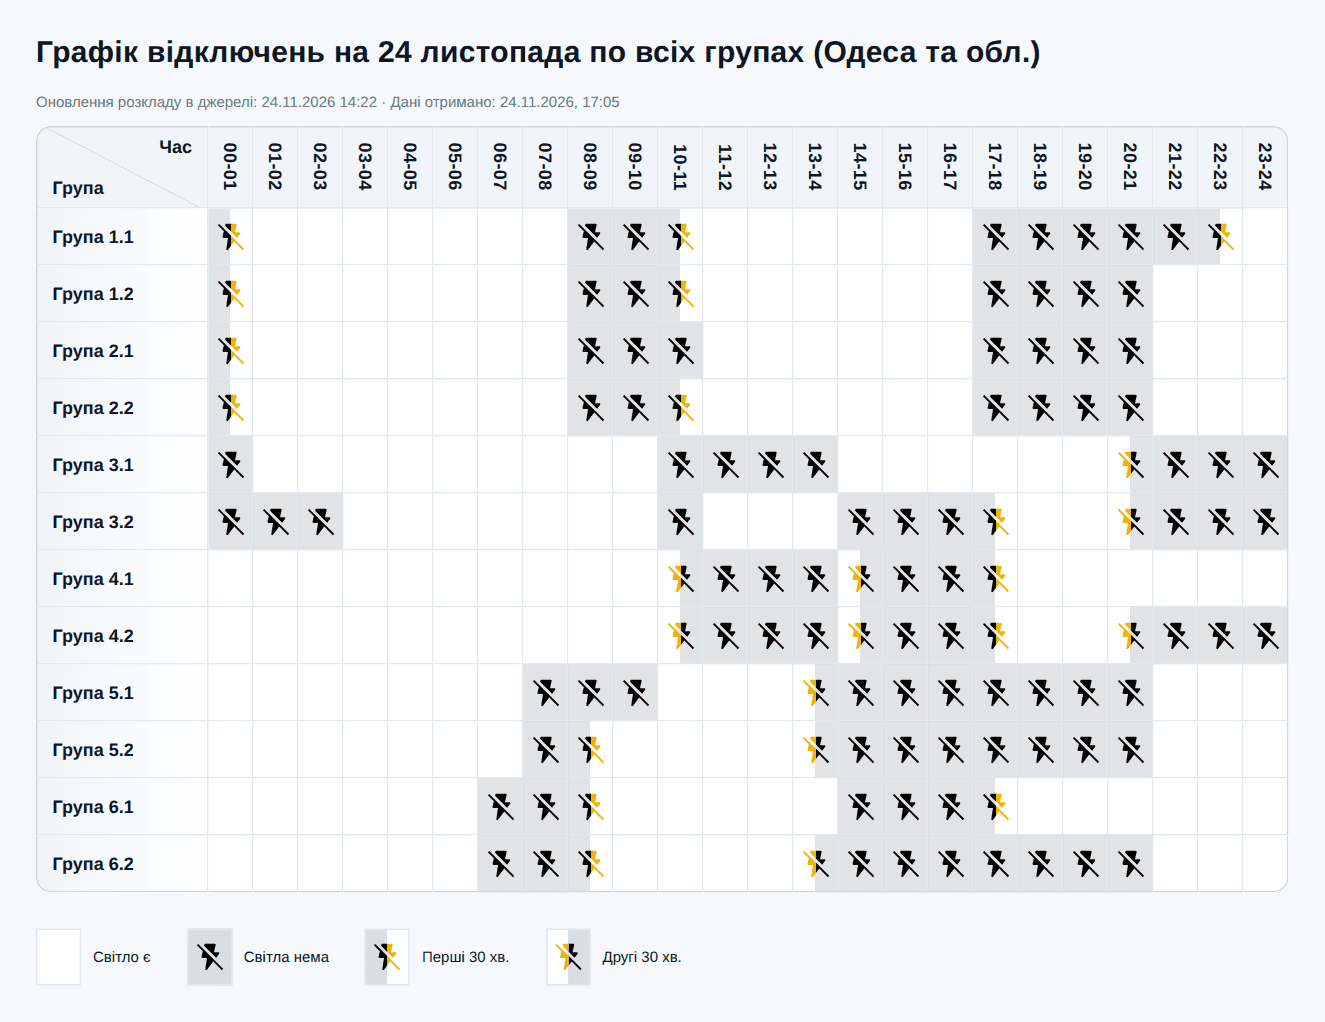 Графік відключень на 24 листопада по всіх групах (Одеса та обл.)
Оновлення розкладу в джерелі: 24.11.2026 14:22 · Дані отримано: 24.11.2026, 17:05
Час
Група
00-01 01-02 02-03 03-04 04-05 05-06 06-07 07-08 08-09 09-10 10-11 11-12 12-13 13-14 14-15 15-16 16-17 17-18 18-19 19-20 20-21 21-22 22-23 23-24
Група 1.1
Група 1.2
Група 2.1
Група 2.2
Група 3.1
Група 3.2
Група 4.1
Група 4.2
Група 5.1
Група 5.2
Група 6.1
Група 6.2
Світло є Світла нема Перші 30 хв. Другі 30 хв.